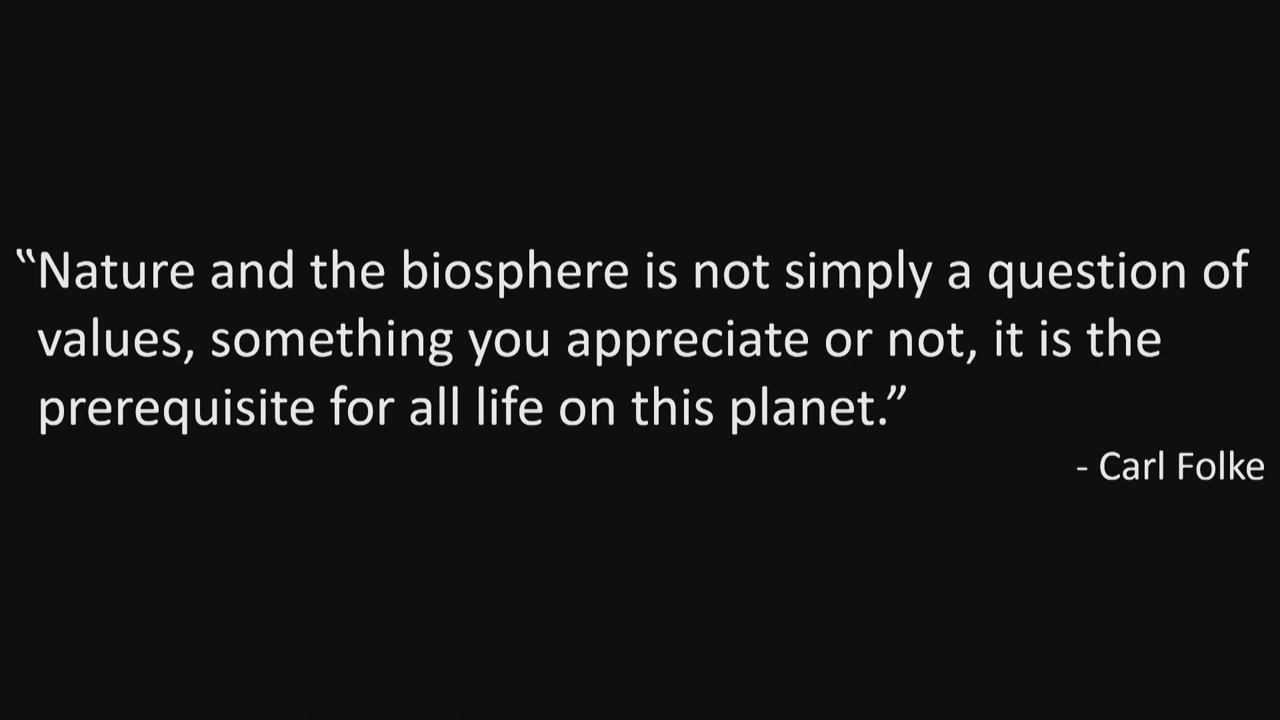 “Nature and the biosphere is not simply a question of
values, something you appreciate or not, it is the
prerequisite for all life on this planet.”
- Carl Folke